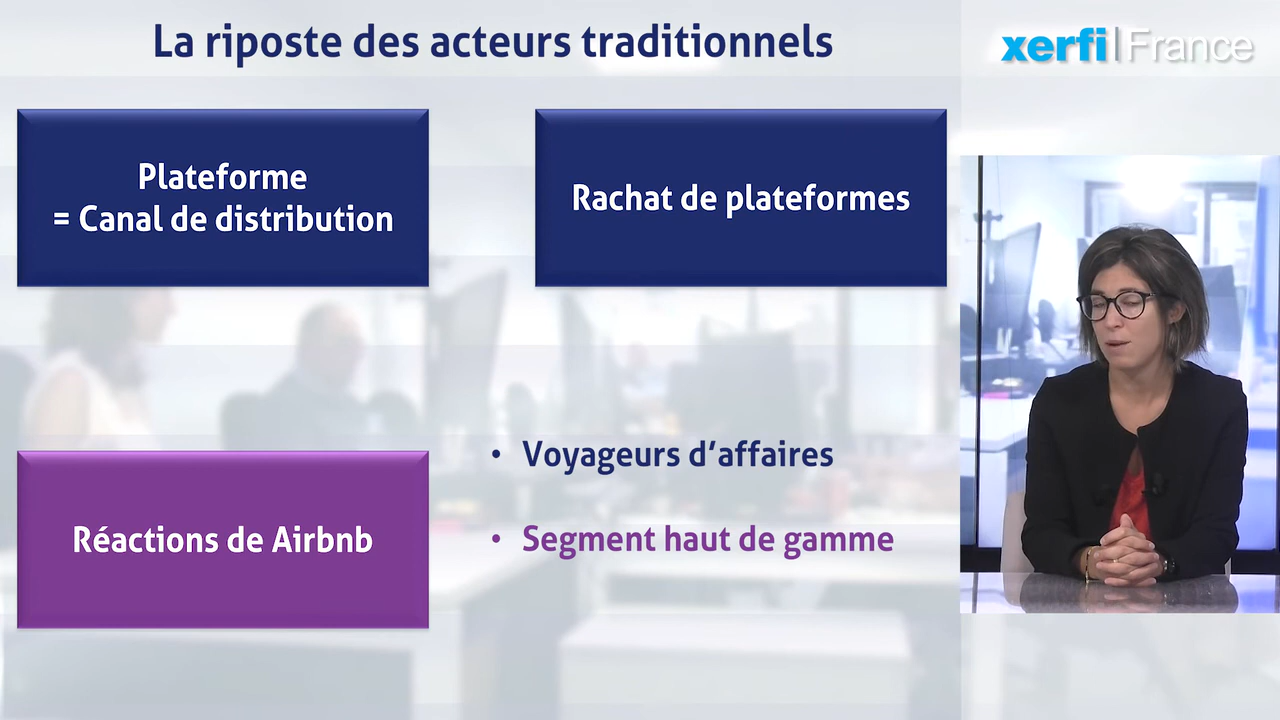 La riposte des acteurs traditionnels
xerfi | France
Plateforme
= Canal de distribution
Rachat de plateformes
Réactions de Airbnb
• Voyageurs d’affaires
• Segment haut de gamme